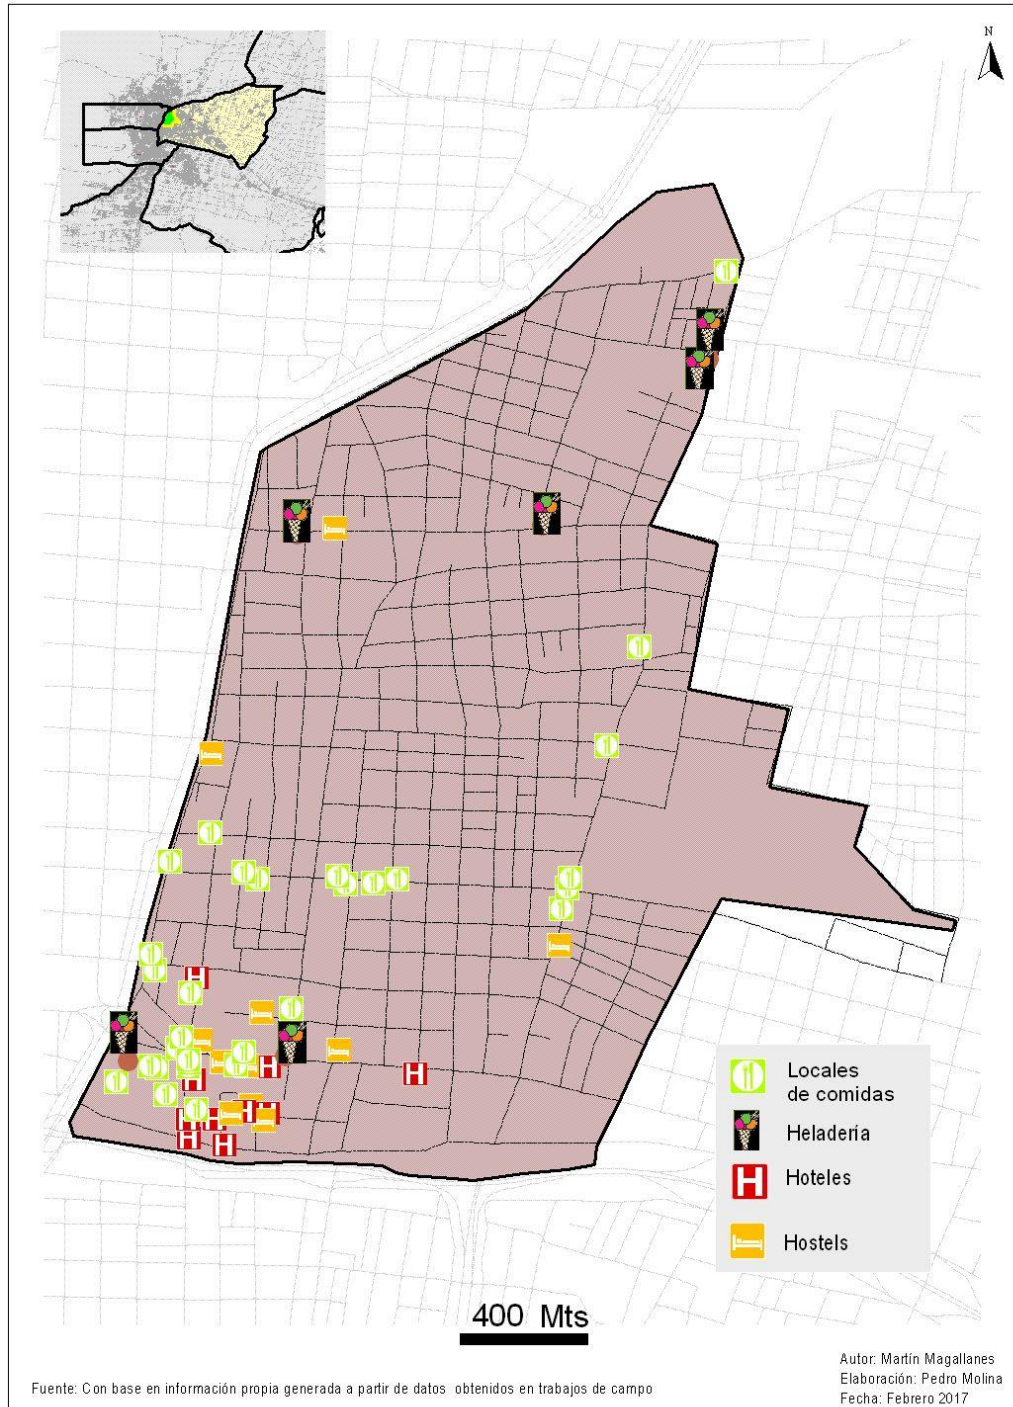 N
Locales
de comidas
Heladería
Hoteles
Hostels
400 Mts
Fuente: Con base en información propia generada a partir de datos obtenidos en trabajos de campo
Autor: Martín Magallanes
Elaboración: Pedro Molina
Fecha: Febrero 2017